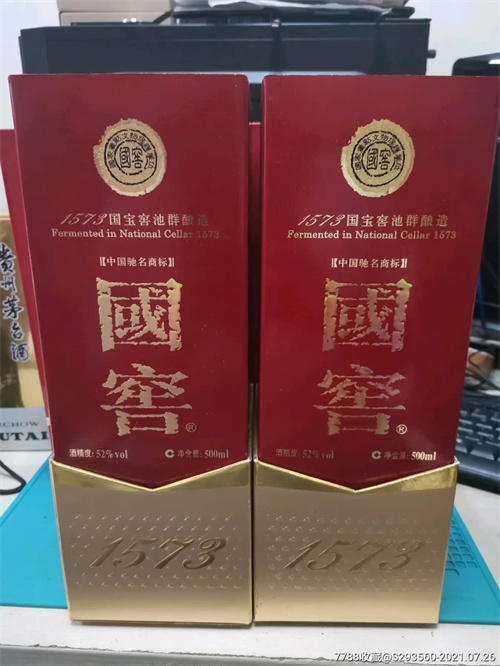 國窖
1573国宝窖池群酿造
Fermented in National Cellar 1573
【中国驰名商标】
國
窖®
酒精度: 52%vol 净含量: 500ml
1573
國窖
1573国宝窖池群酿造
Fermented in National Cellar 1573
【中国驰名商标】
國
窖®
酒精度: 52%vol 净含量: 500ml
1573
貴州茅台酒
7788收藏@S293560-2021.07.26